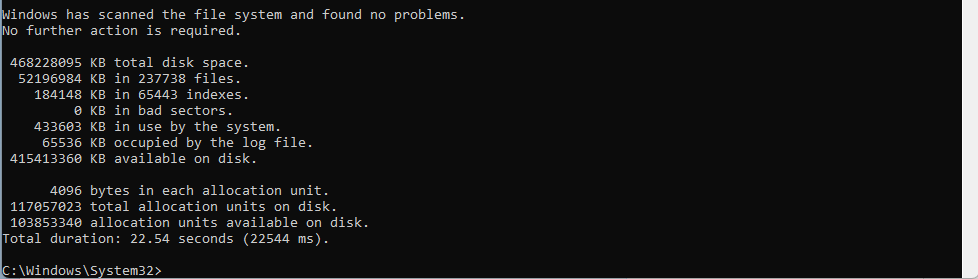 Windows has scanned the file system and found no problems.
No further action is required.

 468228095 KB total disk space.
  52196984 KB in 237738 files.
    184148 KB in 65443 indexes.
         0 KB in bad sectors.
    433603 KB in use by the system.
     65536 KB occupied by the log file.
 415413360 KB available on disk.

      4096 bytes in each allocation unit.
 117057023 total allocation units on disk.
 103853340 allocation units available on disk.
Total duration: 22.54 seconds (22544 ms).

C:\Windows\System32>